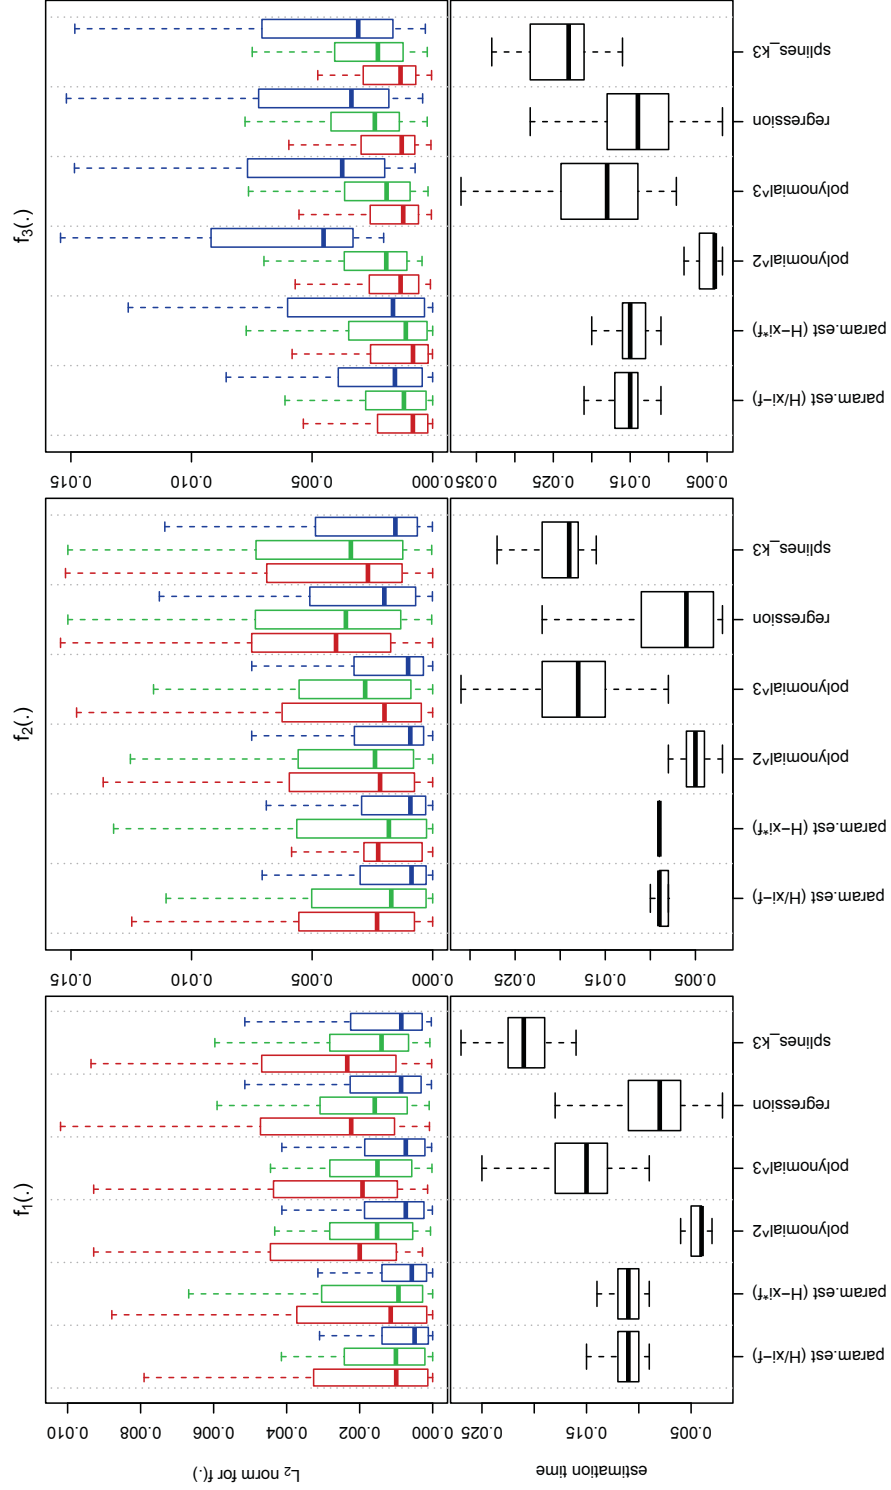 f₁(.)
f₂(.)
f₃(.)
L₂ norm for f(.)
0.010
0.008
0.006
0.004
0.002
0.000
0.015
0.010
0.005
0.000
0.015
0.010
0.005
0.000
estimation time
0.025
0.015
0.005
0.025
0.015
0.005
0.035
0.025
0.015
0.005
param.est (H/xi−f)
param.est (H−xi*f)
polynomial^2
polynomial^3
regression
splines_k3
param.est (H/xi−f)
param.est (H−xi*f)
polynomial^2
polynomial^3
regression
splines_k3
param.est (H/xi−f)
param.est (H−xi*f)
polynomial^2
polynomial^3
regression
splines_k3